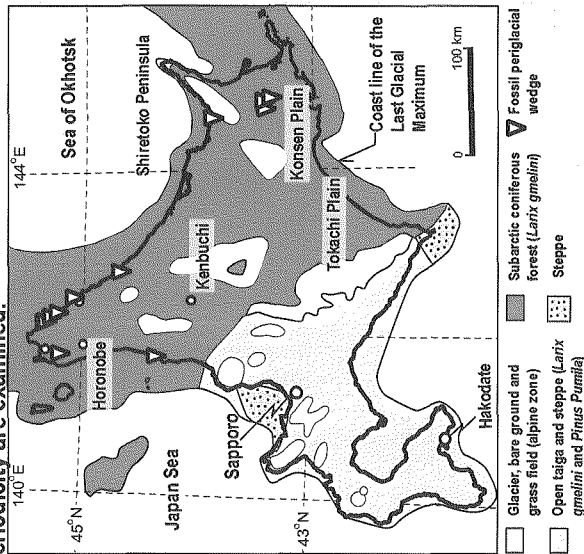 eriodicity are examined.
140°E
144°E
45°N
43°N
Sea of Okhotsk
Shiretoko Peninsula
Japan Sea
Horonobe
Kenbuchi
Konsen Plain
Tokachi Plain
Sapporo
Hakodate
Coast line of the
Last Glacial
Maximum
0 100 km
Glacier, bare ground and
grass field (alpine zone)
Open taiga and steppe (Larix
gmelini and Pinus Pumila)
Subarctic coniferous
forest (Larix gmelini)
Steppe
Fossil periglacial
wedge